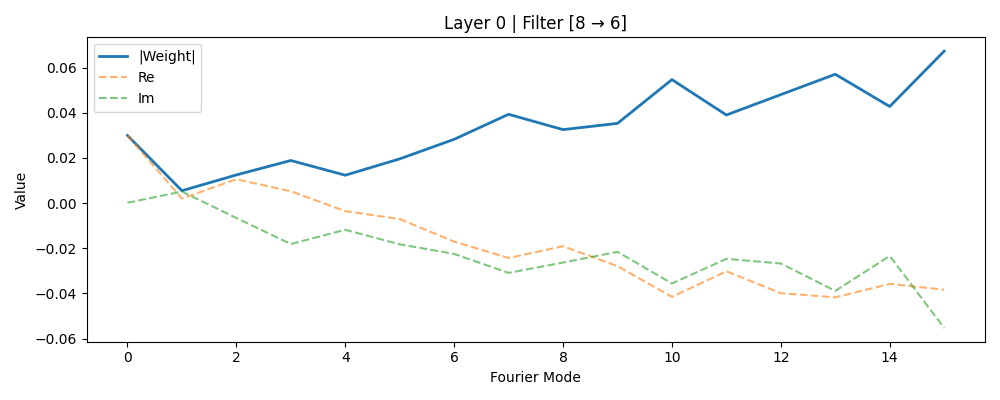 Layer 0 | Filter [8 → 6]
|Weight|
Re
Im
0.06
0.04
0.02
0.00
−0.02
−0.04
−0.06
Value
0 2 4 6 8 10 12 14
Fourier Mode